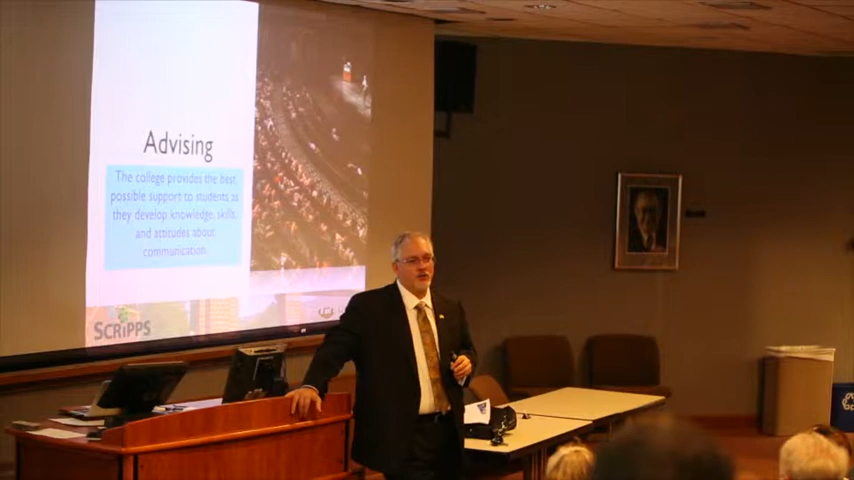 Advising
The college provides the best
possible support to students as
they develop knowledge, skills,
and attitudes about
communication
SCRIPPS